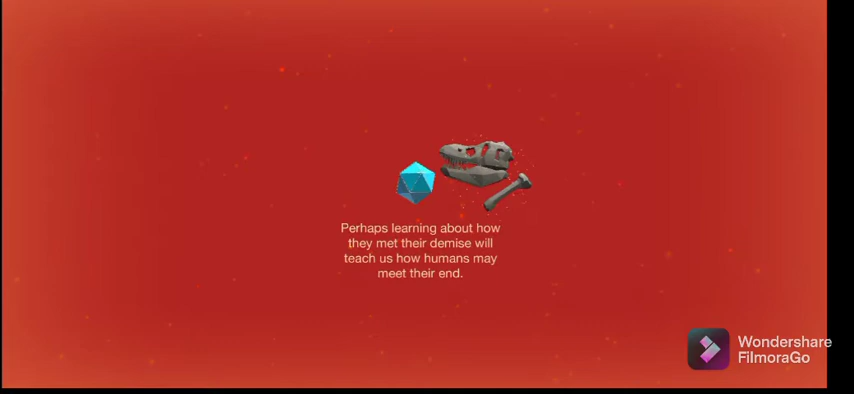 Perhaps learning about how
they met their demise will
teach us how humans may
meet their end.
Wondershare
FilmoraGo